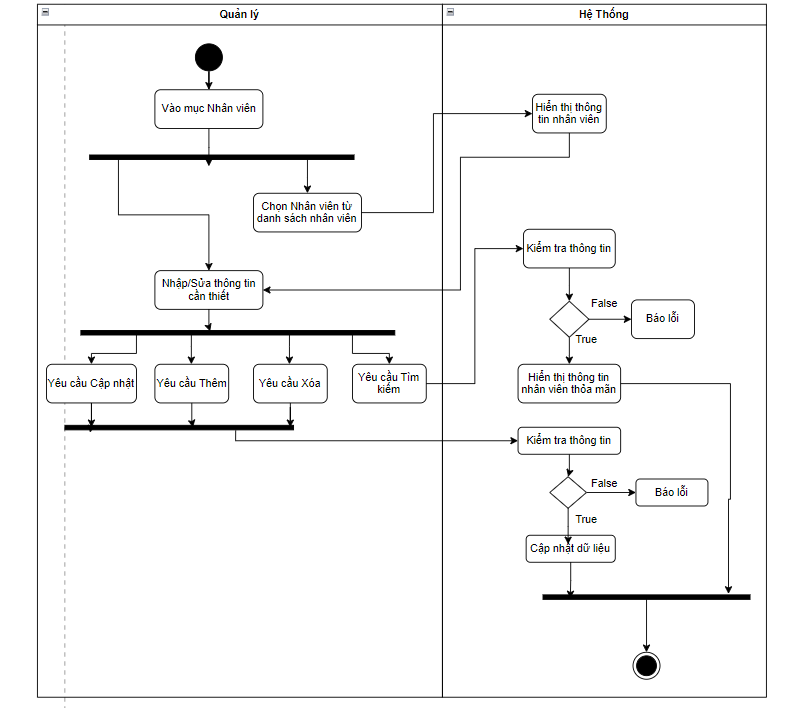 Quản lý
Hệ Thống
Vào mục Nhân viên
Hiển thị thông
tin nhân viên
Chọn Nhân viên từ
danh sách nhân viên
Kiểm tra thông tin
Nhập/Sửa thông tin
cần thiết
False
Báo lỗi
True
Yêu cầu Cập nhật
Yêu cầu Thêm
Yêu cầu Xóa
Yêu cầu Tìm
kiếm
Hiển thị thông tin
nhân viên thỏa mãn
Kiểm tra thông tin
False
Báo lỗi
True
Cập nhật dữ liệu